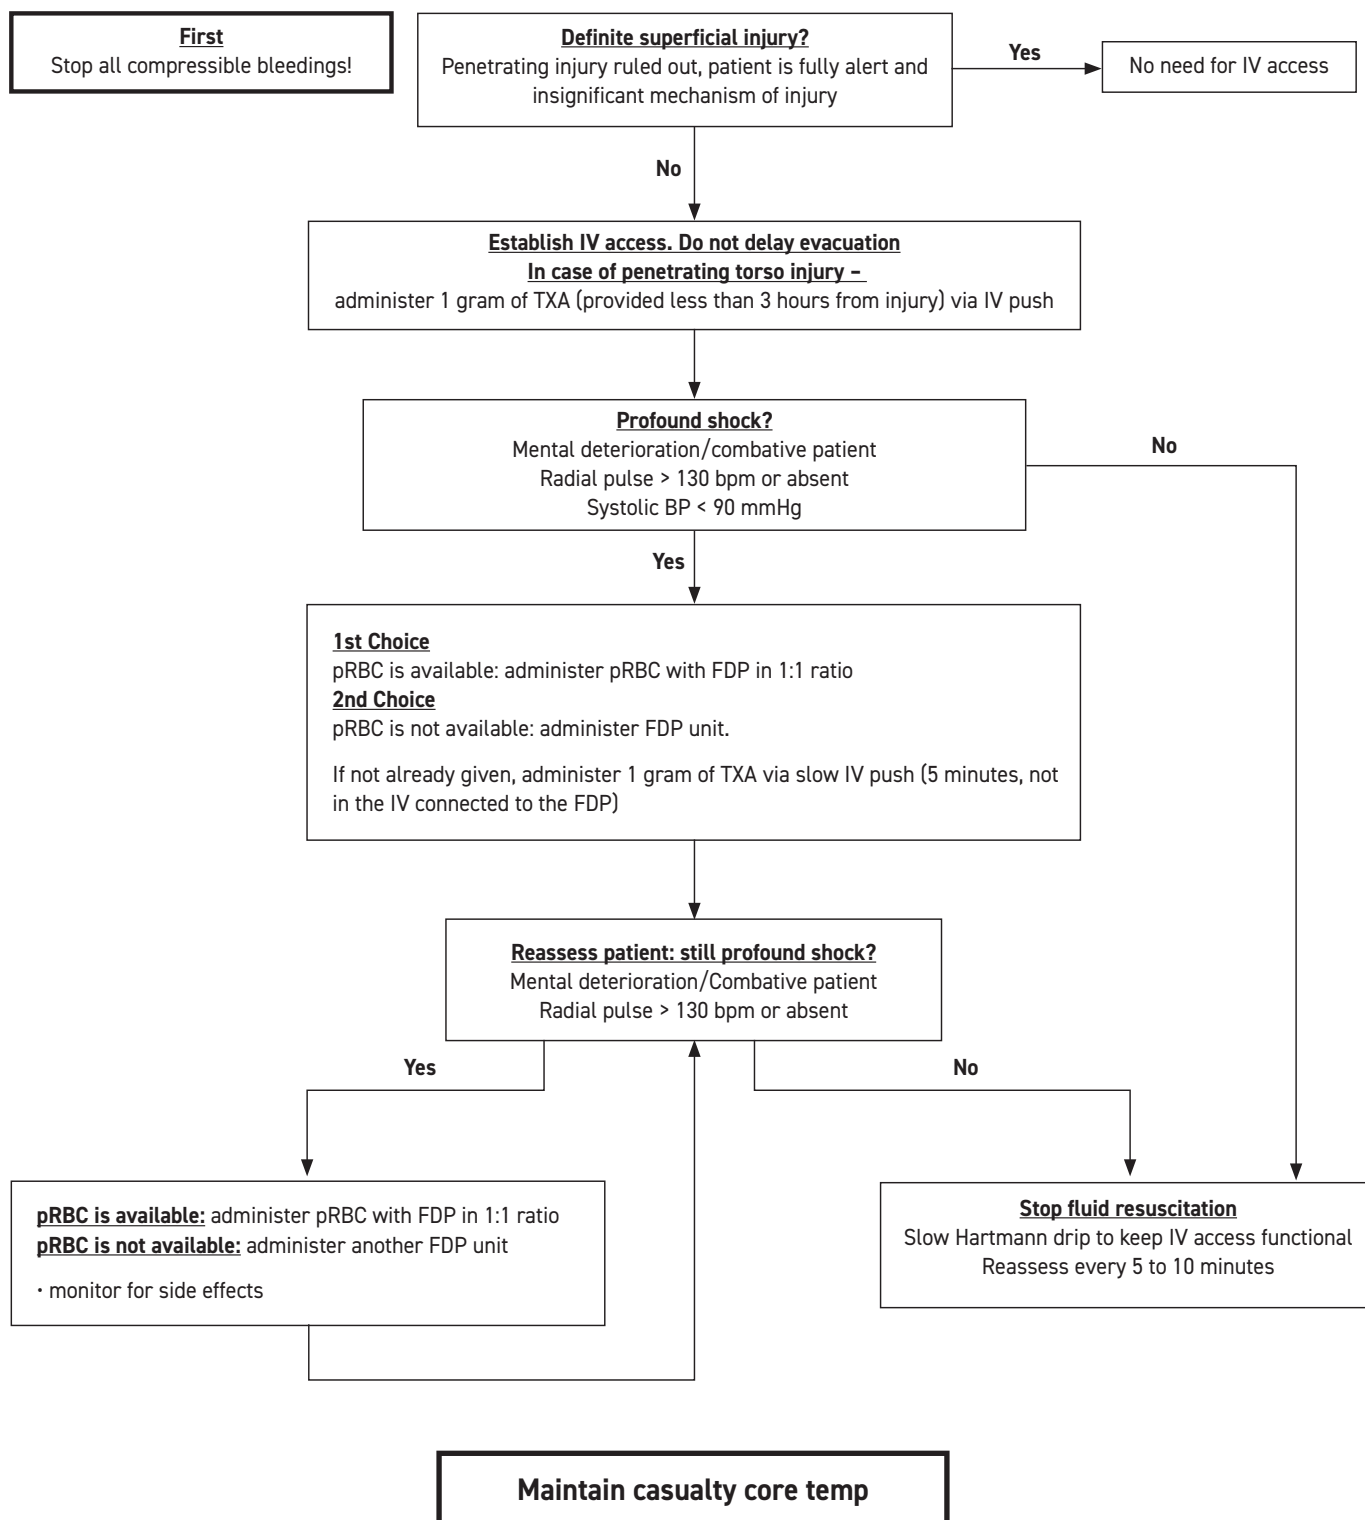 First
Stop all compressible bleedings!
Definite superficial injury?
Penetrating injury ruled out, patient is fully alert and
insignificant mechanism of injury
Yes
No need for IV access
No
Establish IV access. Do not delay evacuation
In case of penetrating torso injury –
administer 1 gram of TXA (provided less than 3 hours from injury) via IV push
Profound shock?
Mental deterioration/combative patient
Radial pulse > 130 bpm or absent
Systolic BP < 90 mmHg
No
Yes
1st Choice
pRBC is available: administer pRBC with FDP in 1:1 ratio
2nd Choice
pRBC is not available: administer FDP unit.
If not already given, administer 1 gram of TXA via slow IV push (5 minutes, not
in the IV connected to the FDP)
Reassess patient: still profound shock?
Mental deterioration/Combative patient
Radial pulse > 130 bpm or absent
Yes
No
pRBC is available: administer pRBC with FDP in 1:1 ratio
pRBC is not available: administer another FDP unit
• monitor for side effects
Stop fluid resuscitation
Slow Hartmann drip to keep IV access functional
Reassess every 5 to 10 minutes
Maintain casualty core temp